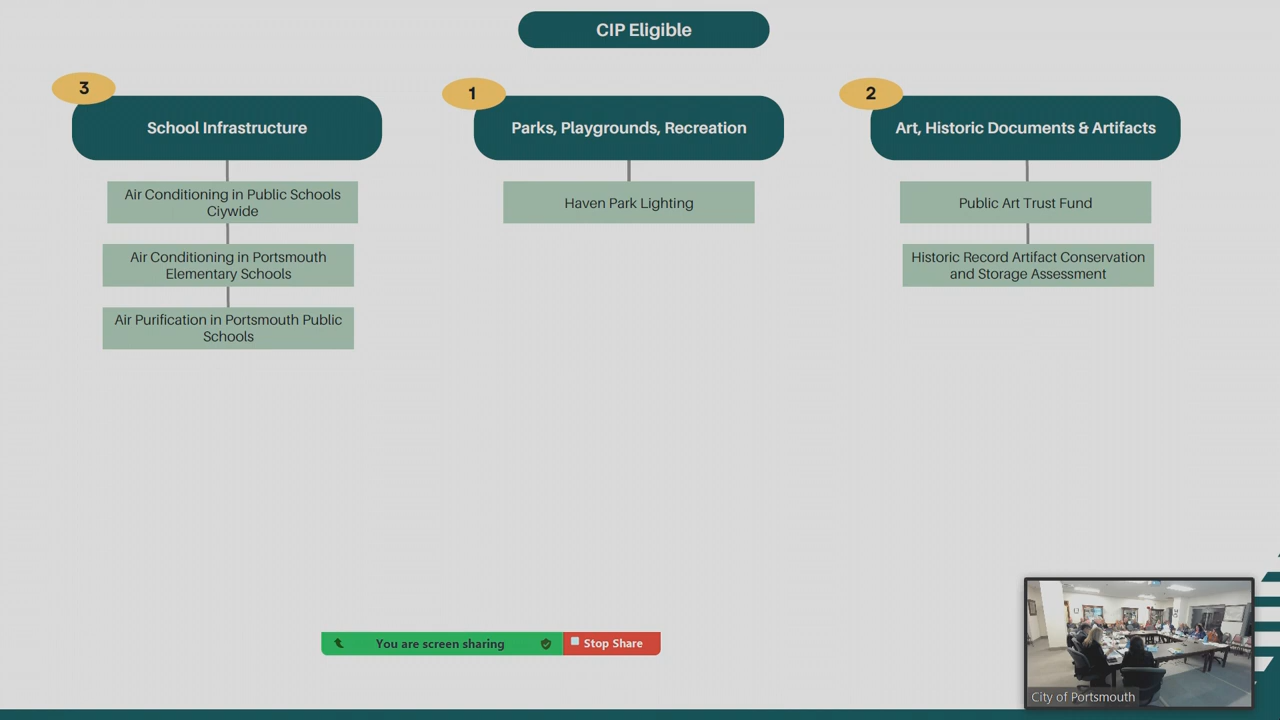 CIP Eligible
3
School Infrastructure
Air Conditioning in Public Schools
Ciywide
Air Conditioning in Portsmouth
Elementary Schools
Air Purification in Portsmouth Public
Schools
1
Parks, Playgrounds, Recreation
Haven Park Lighting
2
Art, Historic Documents & Artifacts
Public Art Trust Fund
Historic Record Artifact Conservation
and Storage Assessment
You are screen sharing
Stop Share
City of Portsmouth